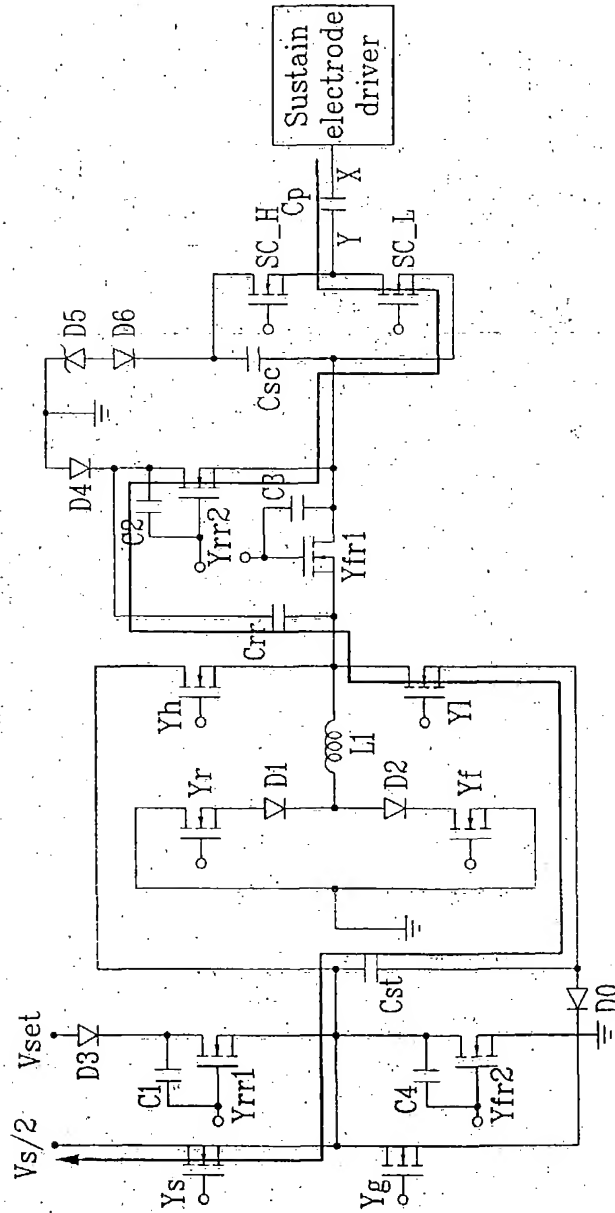 Vs/2
Vset
Ys
Yg
D3
C1
Yrr1
C4
Yfr2
D0
Cst
Yr
D1
D2
Yf
L1
Yh
Yl
Crr
D4
C2
Yrr2
C3
Yfr1
D5
D6
Csc
SC_H
SC_L
Cp
Y
X
Sustain
electrode
driver